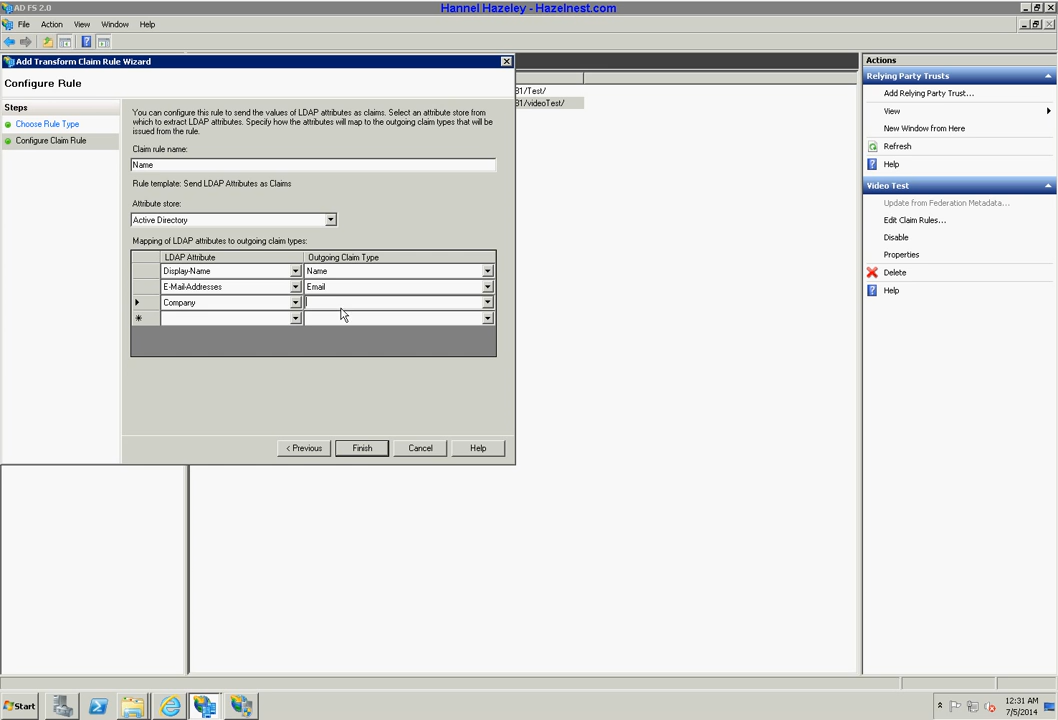 AD FS 2.0
Hannel Hazeley - Hazelnest.com
File Action View Window Help
Add Transform Claim Rule Wizard
Configure Rule
Steps
Choose Rule Type
Configure Claim Rule
You can configure this rule to send the values of LDAP attributes as claims. Select an attribute store from
which to extract LDAP attributes. Specify how the attributes will map to the outgoing claim types that will be
issued from the rule.
Claim rule name:
Name
Rule template: Send LDAP Attributes as Claims
Attribute store:
Active Directory
Mapping of LDAP attributes to outgoing claim types:
LDAP Attribute Outgoing Claim Type
Display-Name Name
E-Mail-Addresses Email
Company
< Previous Finish Cancel Help
81/Test/
81/videoTest/
Actions
Relying Party Trusts
Add Relying Party Trust...
View
New Window from Here
Refresh
Help
Video Test
Update from Federation Metadata...
Edit Claim Rules...
Disable
Properties
Delete
Help
Start
12:31 AM
7/5/2014